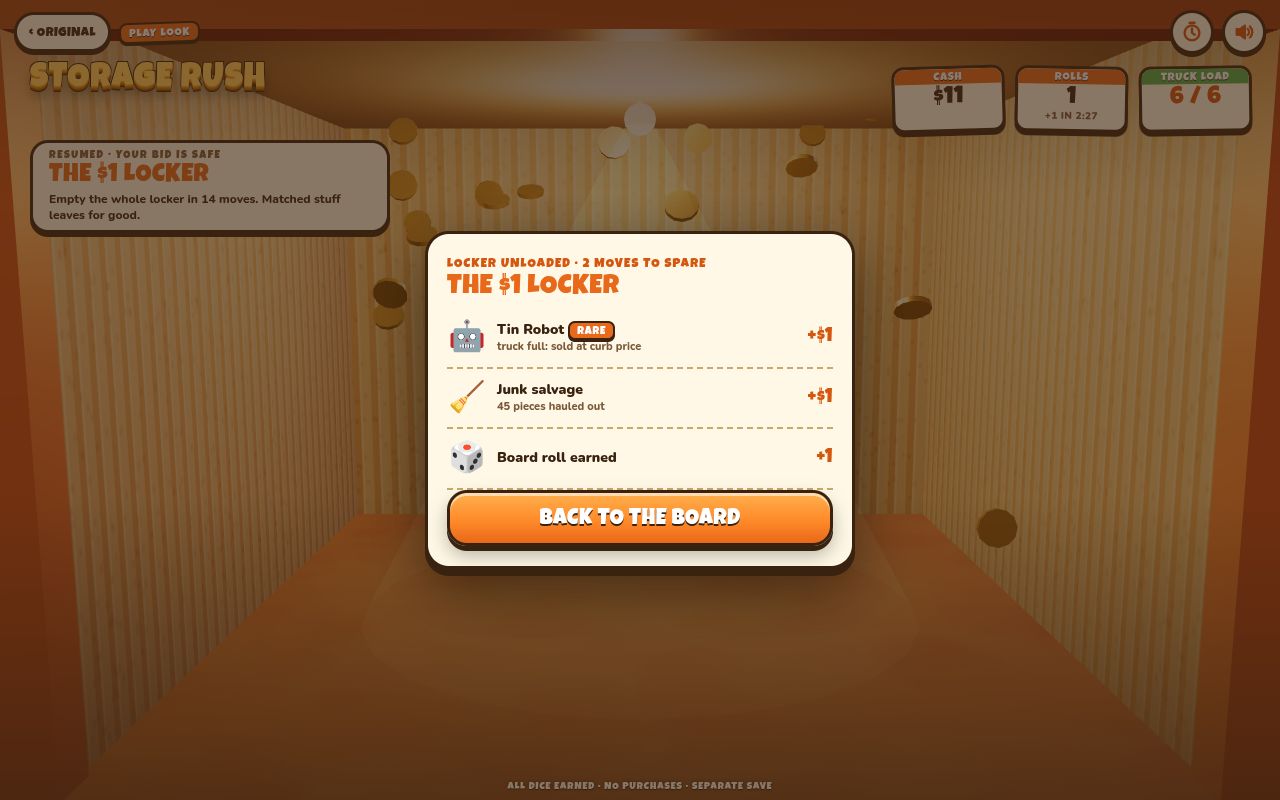 ‹ ORIGINAL
PLAY LOOK
STORAGE RUSH
CASH
$11
ROLLS
1
+1 IN 2:27
TRUCK LOAD
6 / 6
RESUMED · YOUR BID IS SAFE
THE $1 LOCKER
Empty the whole locker in 14 moves. Matched stuff
leaves for good.
LOCKER UNLOADED · 2 MOVES TO SPARE
THE $1 LOCKER
Tin Robot RARE
truck full: sold at curb price
+$1
Junk salvage
45 pieces hauled out
+$1
Board roll earned
+1
BACK TO THE BOARD
ALL DICE EARNED · NO PURCHASES · SEPARATE SAVE